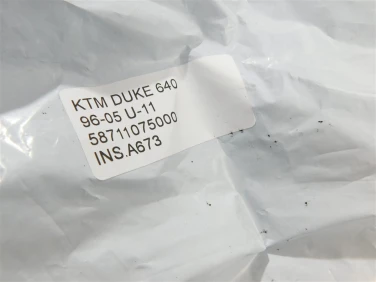 KTM DUKE 640
96-05 U-11
58711075000
INS.A673